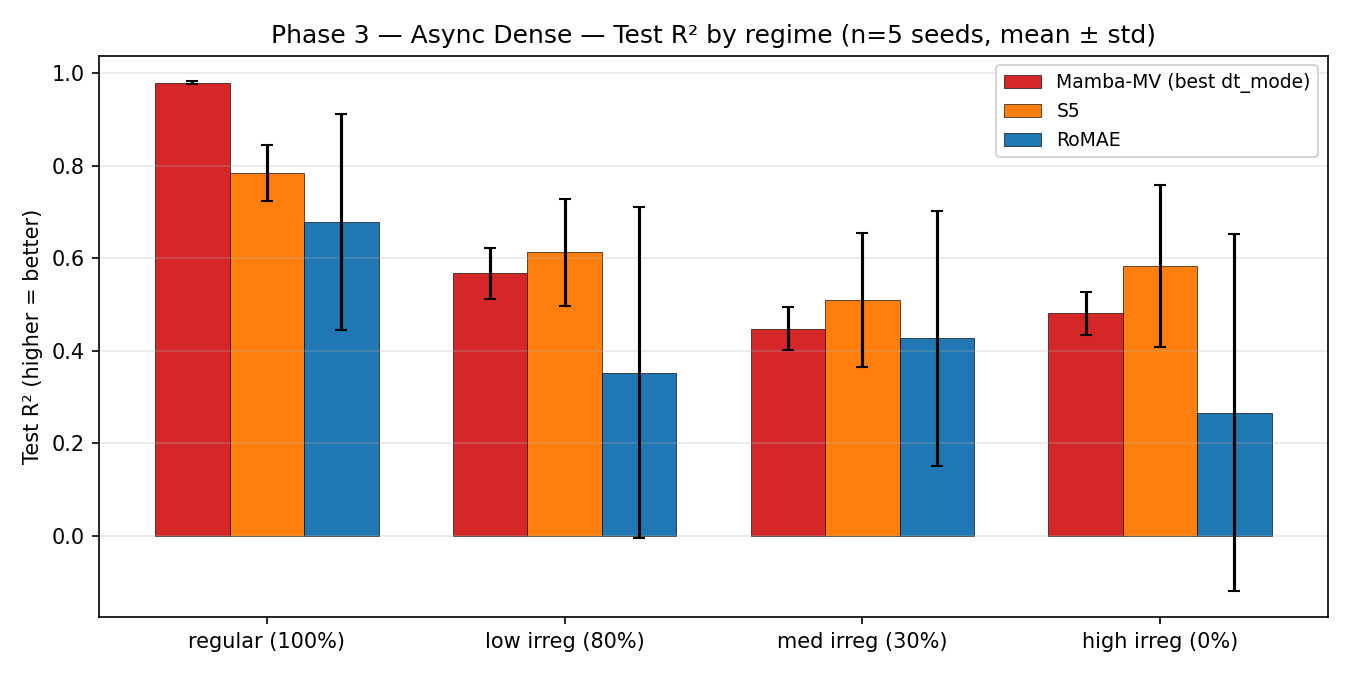 Phase 3 — Async Dense — Test R² by regime (n=5 seeds, mean ± std)
Mamba-MV (best dt_mode)
S5
RoMAE
Test R² (higher = better)
1.0
0.8
0.6
0.4
0.2
0.0
regular (100%)
low irreg (80%)
med irreg (30%)
high irreg (0%)